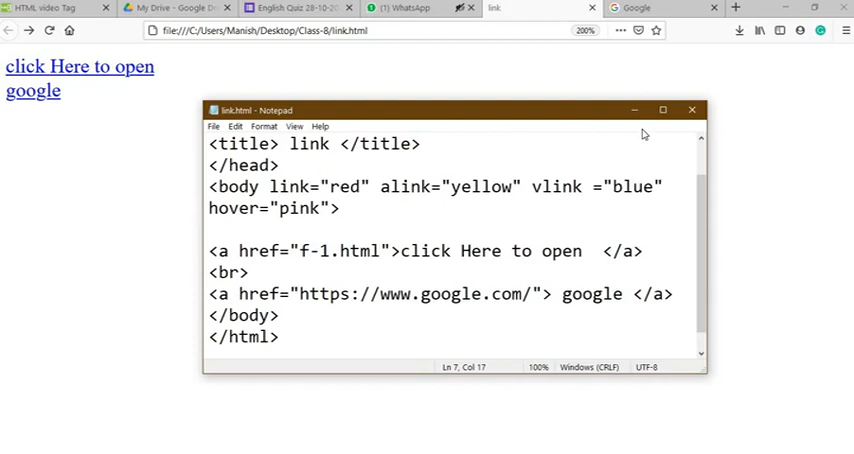 HTML video Tag
My Drive - Google Dr
English Quiz 28-10-20
(1) WhatsApp
link
Google
file:///C:/Users/Manish/Desktop/Class-8/link.html
200%
click Here to open
google
link.html - Notepad
File Edit Format View Help
<title> link </title>
</head>
<body link="red" alink="yellow" vlink ="blue"
hover="pink">
<a href="f-1.html">click Here to open  </a>
<br>
<a href="https://www.google.com/"> google </a>
</body>
</html>
Ln 7, Col 17
100%
Windows (CRLF)
UTF-8